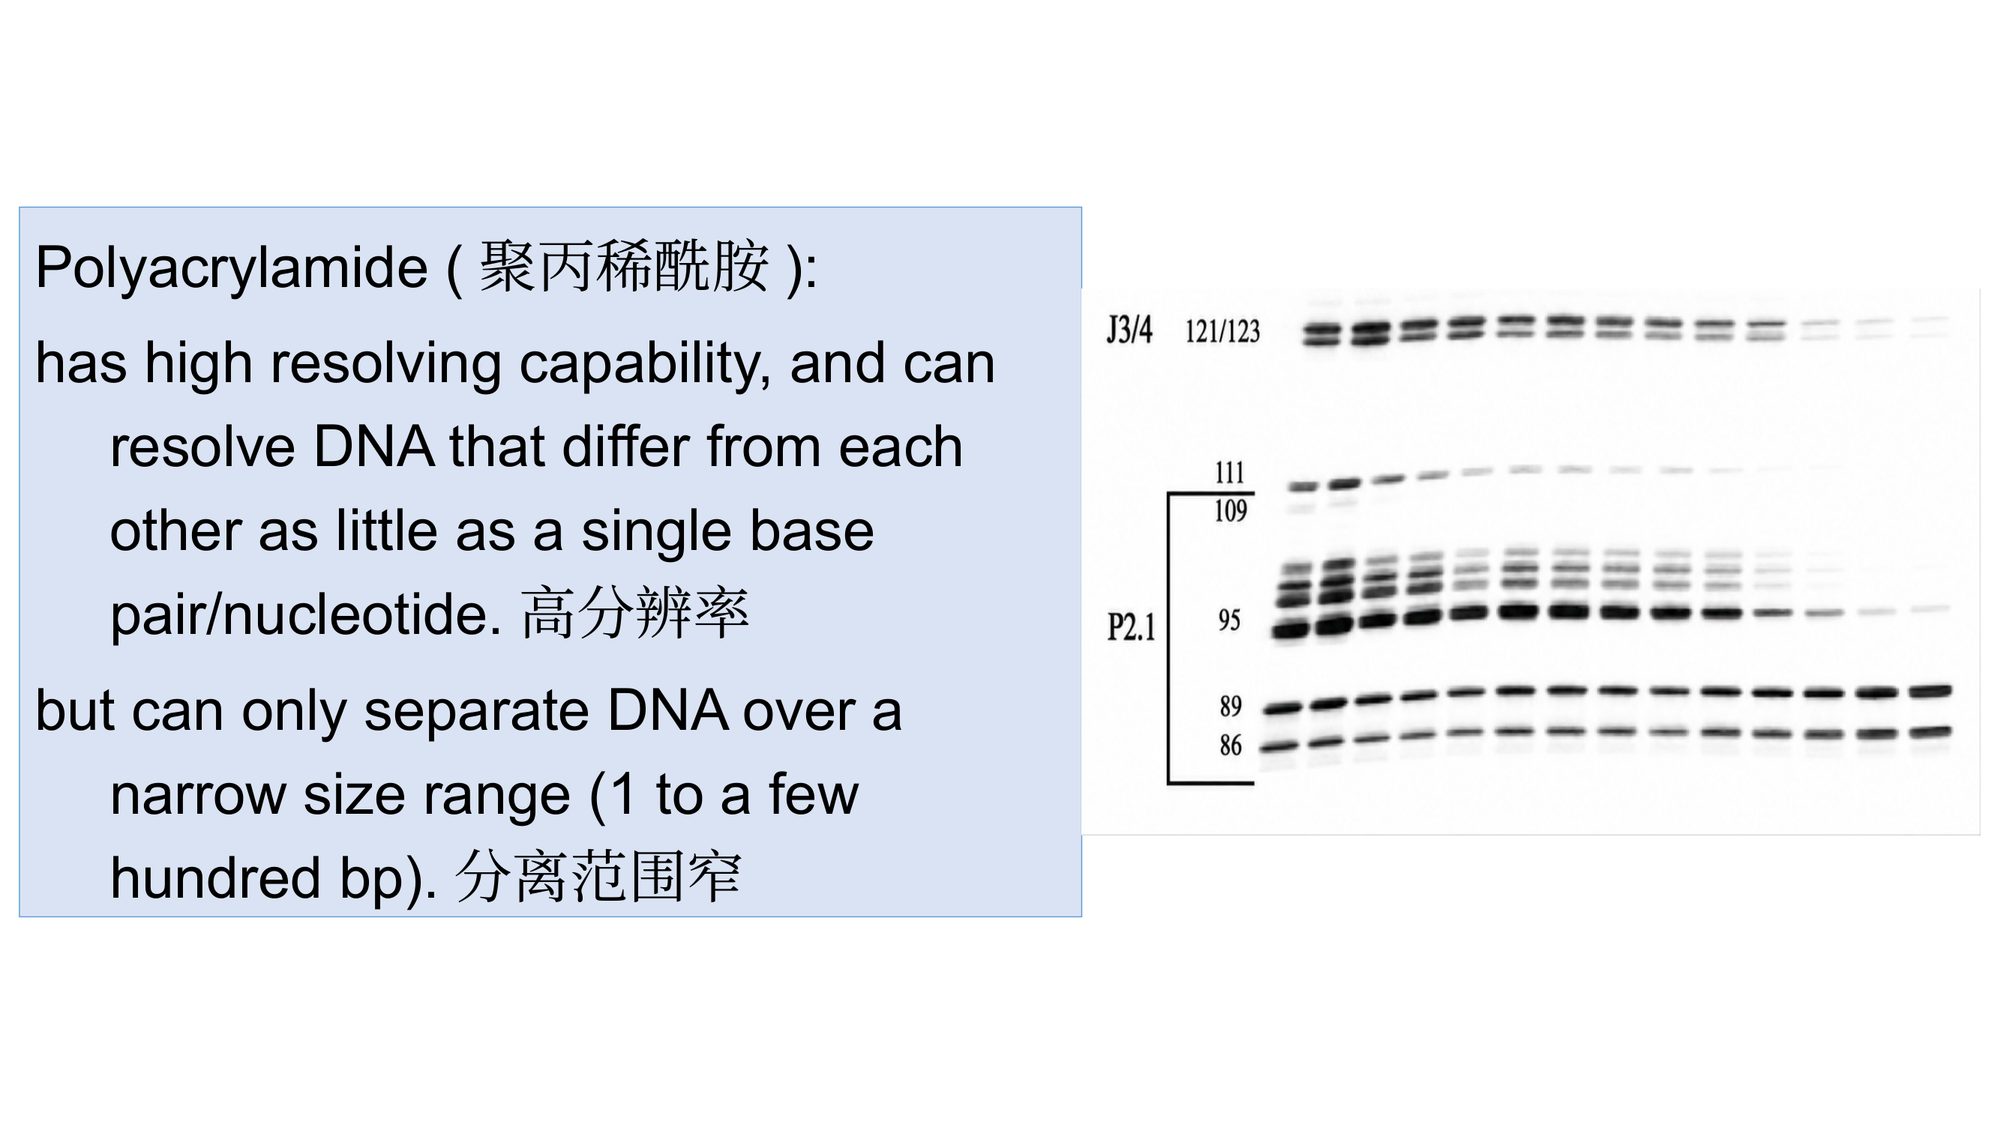 Polyacrylamide ( 聚丙稀酰胺 ):
has high resolving capability, and can
resolve DNA that differ from each
other as little as a single base
pair/nucleotide. 高分辨率
but can only separate DNA over a
narrow size range (1 to a few
hundred bp). 分离范围窄
J3/4 121/123
111
109
95
P2.1
89
86